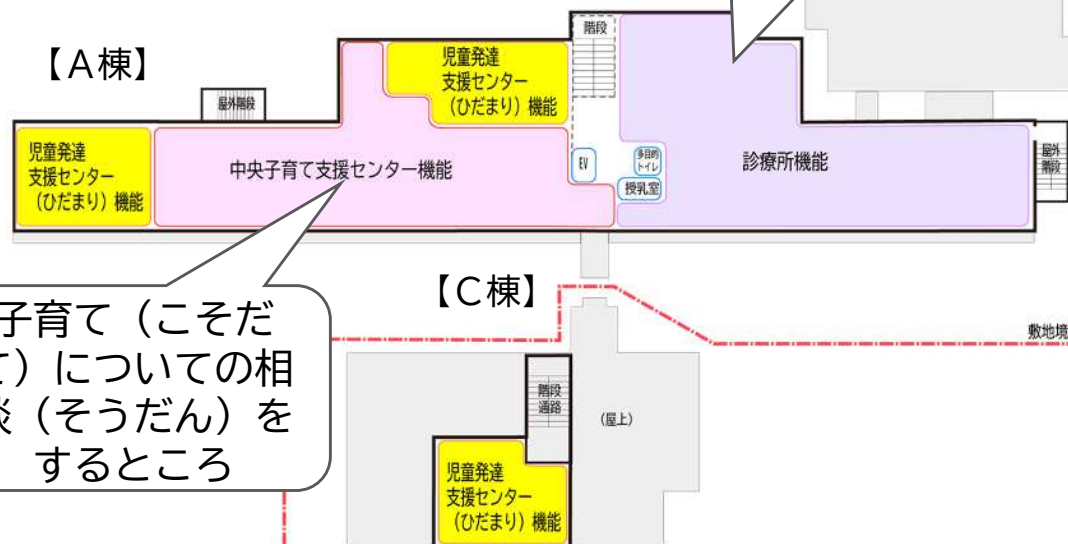 【A棟】
階段
屋外階段
児童発達
支援センター
（ひだまり）機能
児童発達
支援センター
（ひだまり）機能
中央子育て支援センター機能
EV
多目的
トイレ
授乳室
診療所機能
屋外
階段
【C棟】
敷地境
子育て（こそだ
て）についての相
談（そうだん）を
するところ
階段
通路
（屋上）
児童発達
支援センター
（ひだまり）機能